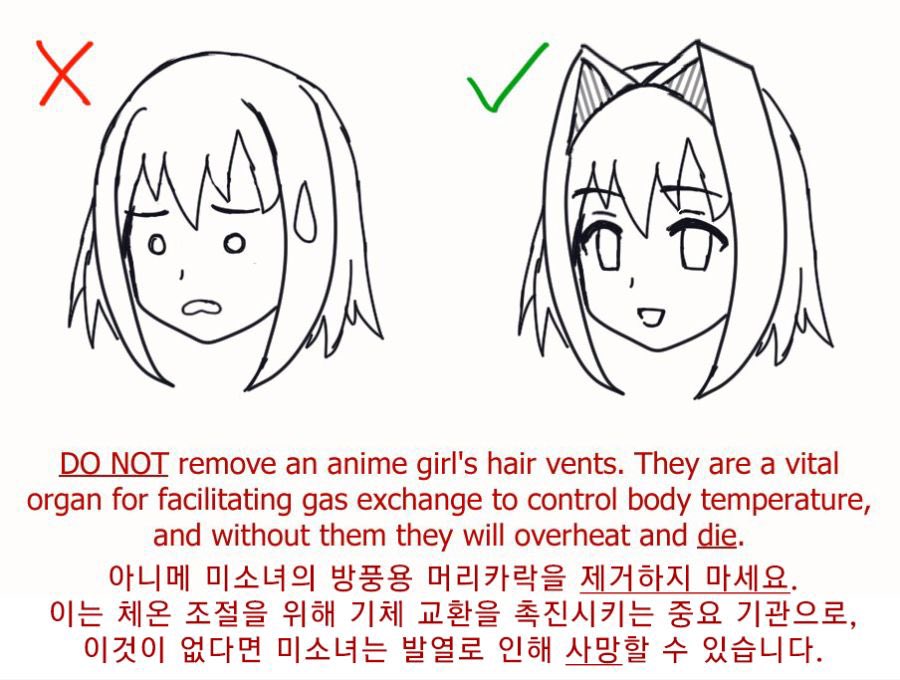 DO NOT remove an anime girl's hair vents. They are a vital
organ for facilitating gas exchange to control body temperature,
and without them they will overheat and die.
아니메 미소녀의 방풍용 머리카락을 제거하지 마세요.
이는 체온 조절을 위해 기체 교환을 촉진시키는 중요 기관으로,
이것이 없다면 미소녀는 발열로 인해 사망할 수 있습니다.